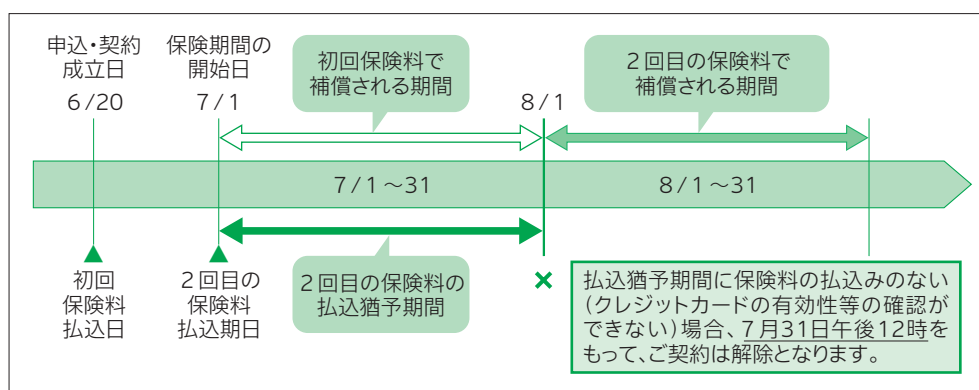 申込・契約
成立日
6/20
保険期間の
開始日
7/1
初回保険料で
補償される期間
8/1
2回目の保険料で
補償される期間
7/1～31
8/1～31
初回
保険料
払込日
2回目の
保険料
払込期日
2回目の保険料の
払込猶予期間
×
払込猶予期間に保険料の払込みのない
(クレジットカードの有効性等の確認が
できない)場合、7月31日午後12時を
もって、ご契約は解除となります。